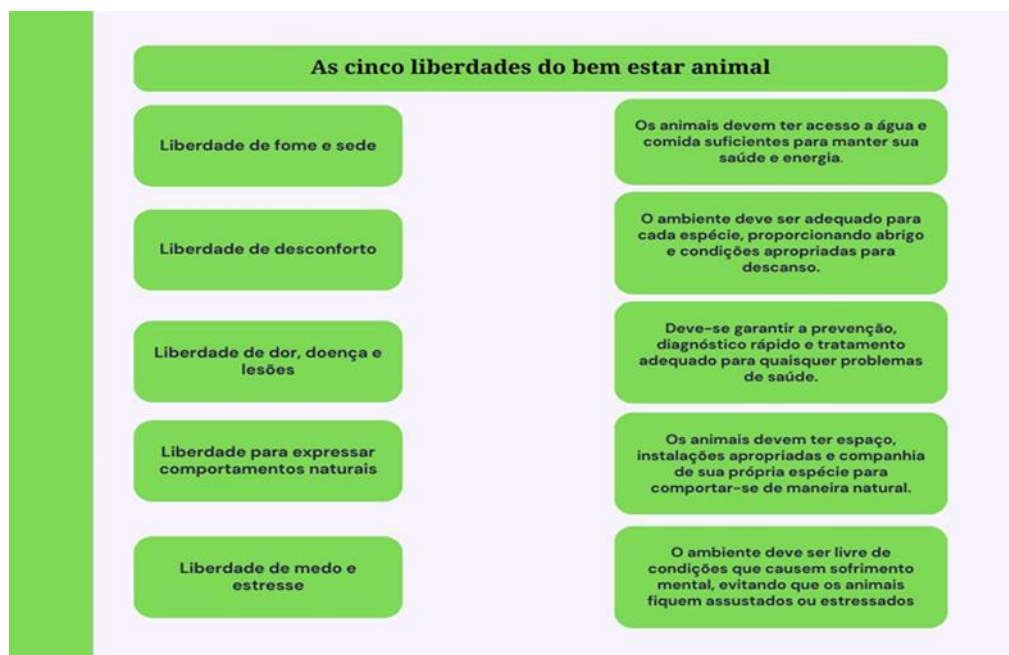 As cinco liberdades do bem estar animal
Liberdade de fome e sede
Os animais devem ter acesso a água e
comida suficientes para manter sua
saúde e energia.
Liberdade de desconforto
O ambiente deve ser adequado para
cada espécie, proporcionando abrigo
e condições apropriadas para
descanso.
Liberdade de dor, doença e
lesões
Deve-se garantir a prevenção,
diagnóstico rápido e tratamento
adequado para quaisquer problemas
de saúde.
Liberdade para expressar
comportamentos naturais
Os animais devem ter espaço,
instalações apropriadas e companhia
de sua própria espécie para
comportar-se de maneira natural.
Liberdade de medo e
estresse
O ambiente deve ser livre de
condições que causem sofrimento
mental, evitando que os animais
fiquem assustados ou estressados